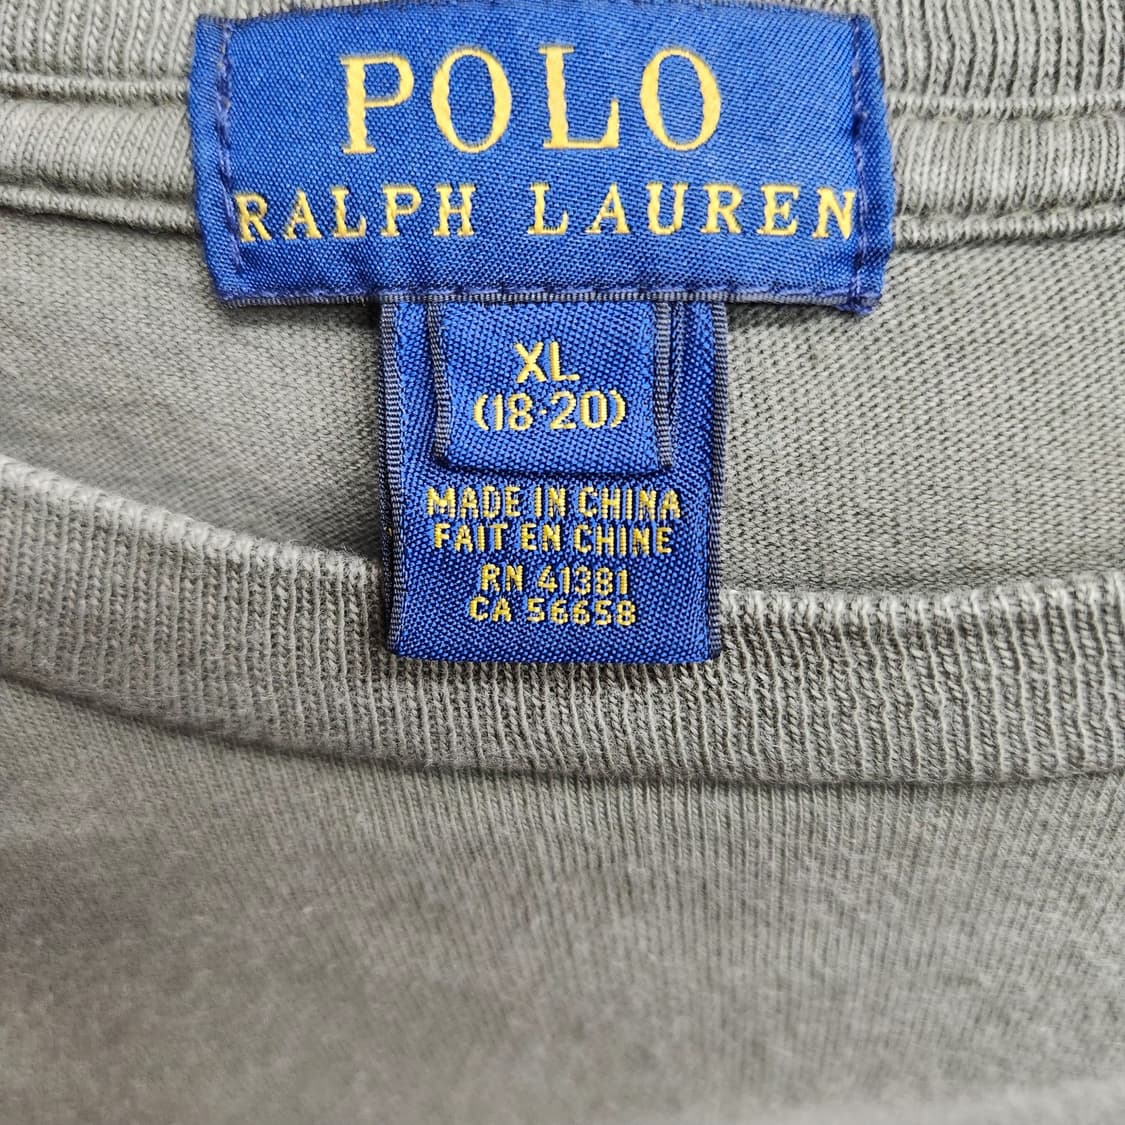 POLO
RALPH LAUREN
XL
(18-20)
MADE IN CHINA
FAIT EN CHINE
RN 41381
CA 56658